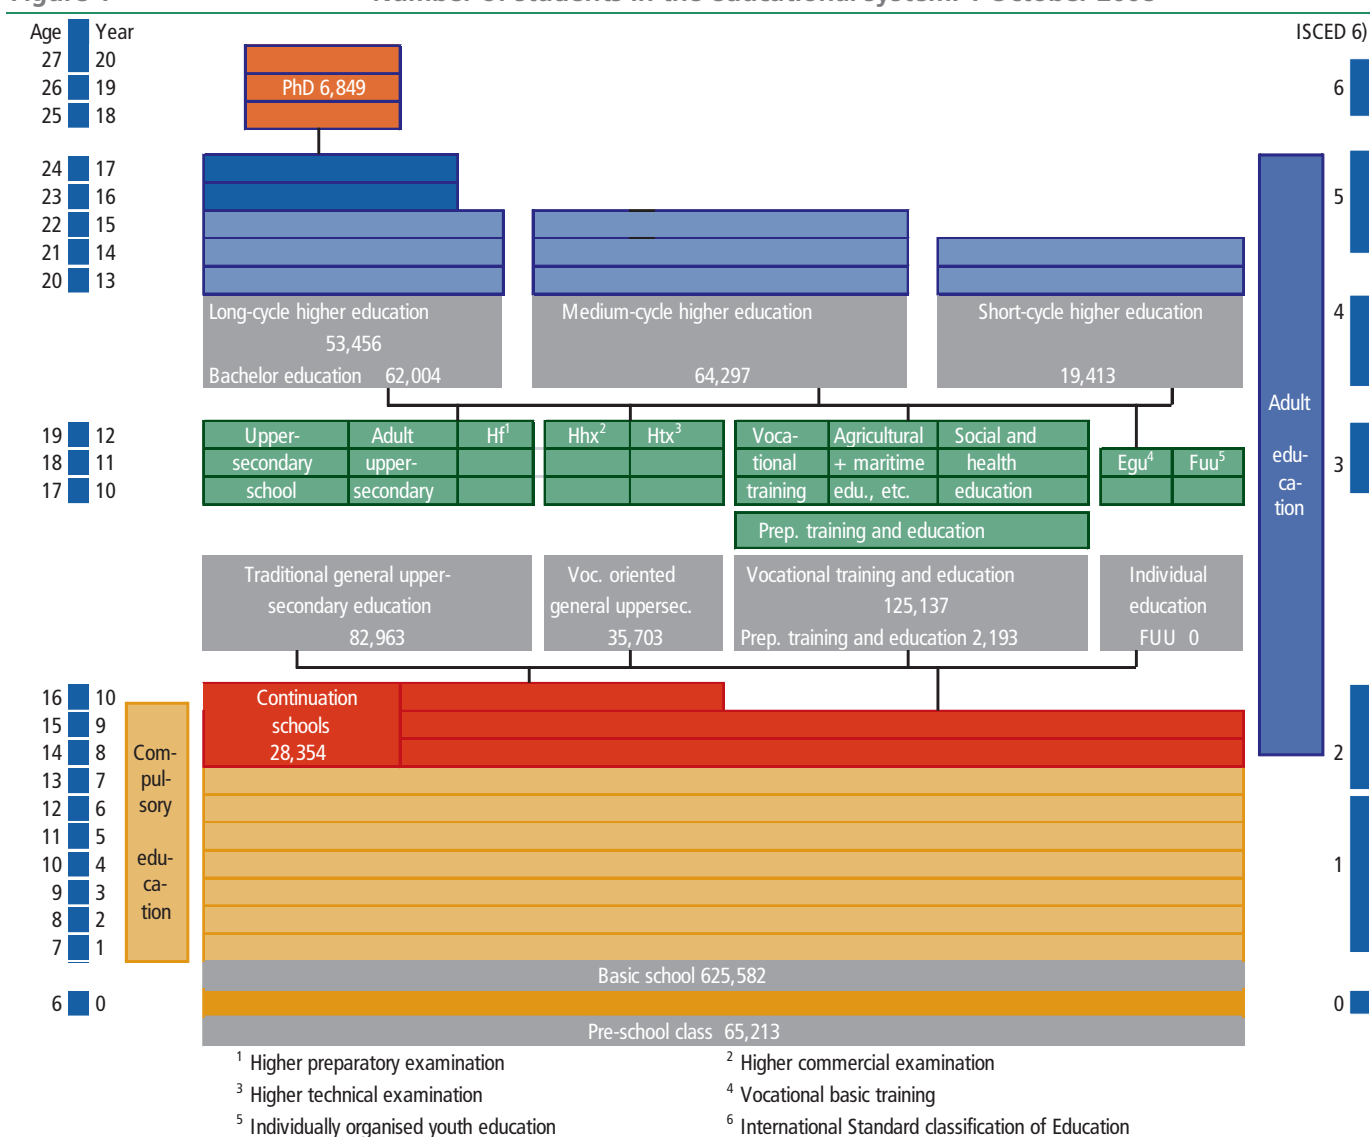 Age Year ISCED 6)
27 20
26 19 PhD 6,849 6
25 18
24 17
23 16 5
22 15
21 14
20 13
Long-cycle higher education Medium-cycle higher education Short-cycle higher education 4
53,456
Bachelor education 62,004 64,297 19,413
Adult
edu-
ca-
tion
19 12 Upper- Adult Hf1 Hhx2 Htx3 Voca- Agricultural Social and
18 11 secondary upper- tional + maritime health Egu4 Fuu5 3
17 10 school secondary training edu., etc. education
Prep. training and education
Traditional general upper- Voc. oriented Vocational training and education Individual
secondary education general uppersec. 125,137 education
82,963 35,703 Prep. training and education 2,193 FUU 0
16 10 Continuation
15 9 schools
14 8 28,354 2
13 7
12 6
11 5
10 4 1
9 3
8 2
7 1
Com-
pul-
sory
edu-
ca-
tion
Basic school 625,582
6 0 0
Pre-school class 65,213
1 Higher preparatory examination 2 Higher commercial examination
3 Higher technical examination 4 Vocational basic training
5 Individually organised youth education 6 International Standard classification of Education